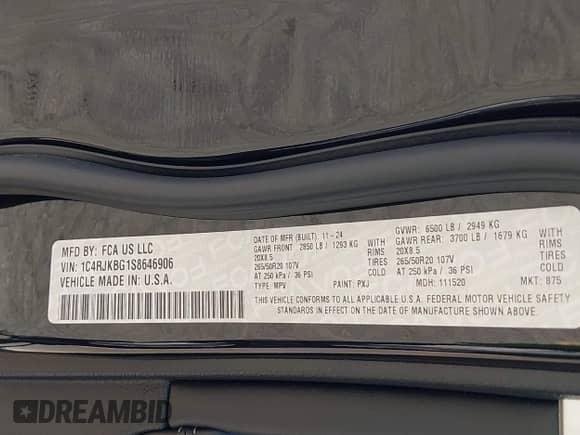 MFD BY: FCA US LLC
VIN: 1C4RJKBG1S8646906
VEHICLE MADE IN: U.S.A.
DATE OF MFR (BUILT): 11-24
GAWR FRONT: 2850 LB / 1293 KG WITH
20X8.5 RIMS
265/50R20 107V TIRES
AT 250 kPa / 36 PSI
TYPE: MPV PAINT: PXJ
GVWR: 6500 LB / 2949 KG
GAWR REAR: 3700 LB / 1679 KG WITH
20X8.5 RIMS
265/50R20 107V TIRES
AT 250 kPa / 36 PSI
MDH: 111520 MKT: B75
THIS VEHICLE CONFORMS TO ALL APPLICABLE U.S.A. FEDERAL MOTOR VEHICLE SAFETY
STANDARDS IN EFFECT ON THE DATE OF MANUFACTURE SHOWN ABOVE.
DREAMBID